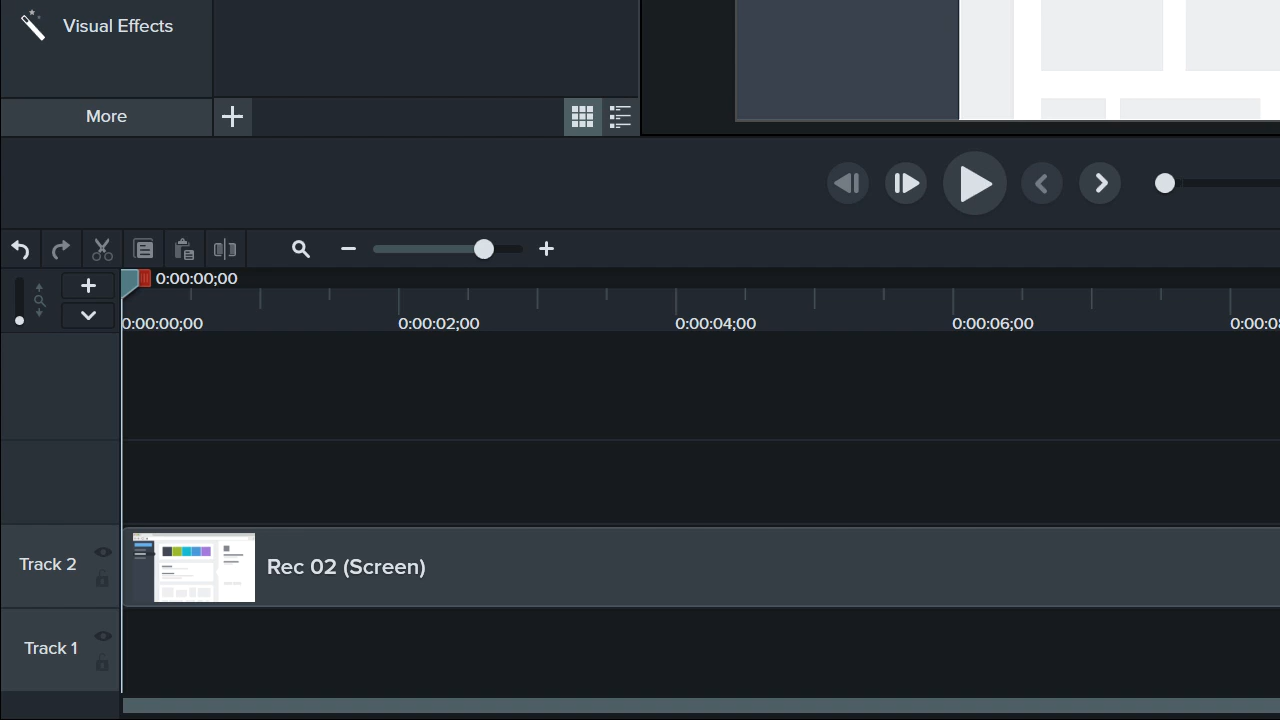 Visual Effects
More
0:00:00;00
0:00:00;00 0:00:02;00 0:00:04;00 0:00:06;00
Track 2
Rec 02 (Screen)
Track 1